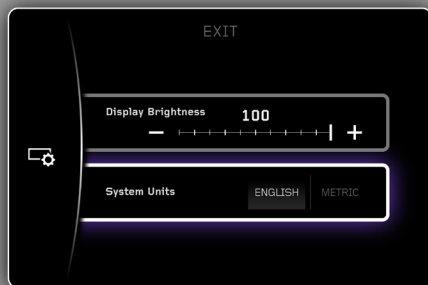 EXIT
Display Brightness 100
− +
System Units ENGLISH METRIC